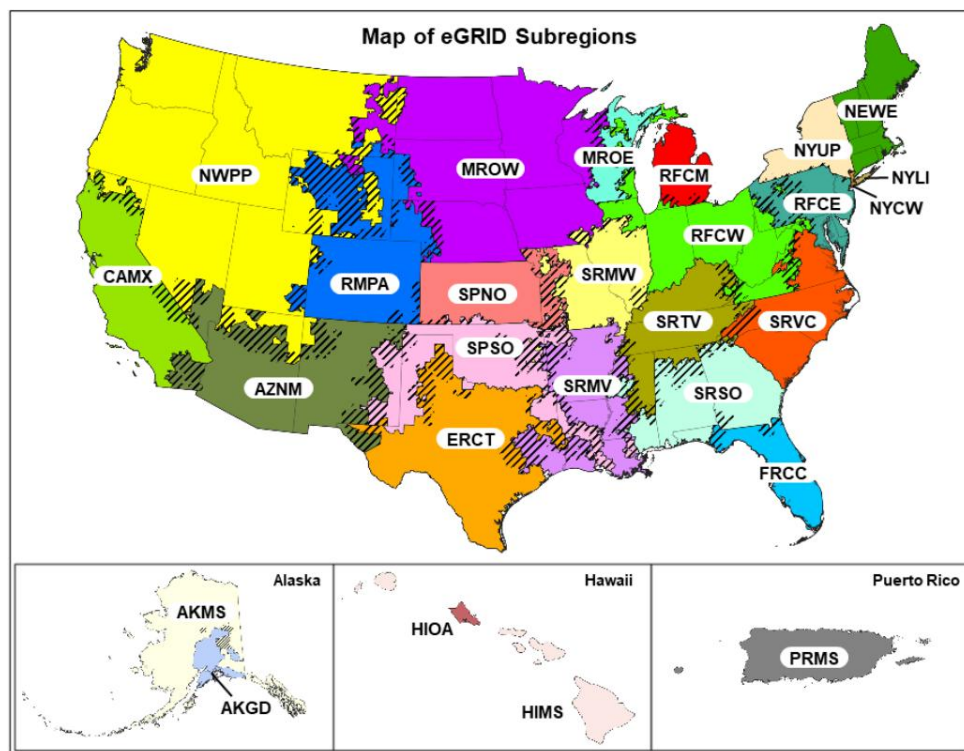 Map of eGRID Subregions
NEWE
NYUP
MROE
NWPP
MROW
RFCM
NYLI
RFCE
NYCW
RFCW
CAMX
RMPA
SPNO
SRMW
SRTV
SRVC
SPSO
AZNM
SRMV
SRSO
ERCT
FRCC
Alaska
AKMS
AKGD
Hawaii
HIOA
HIMS
Puerto Rico
PRMS